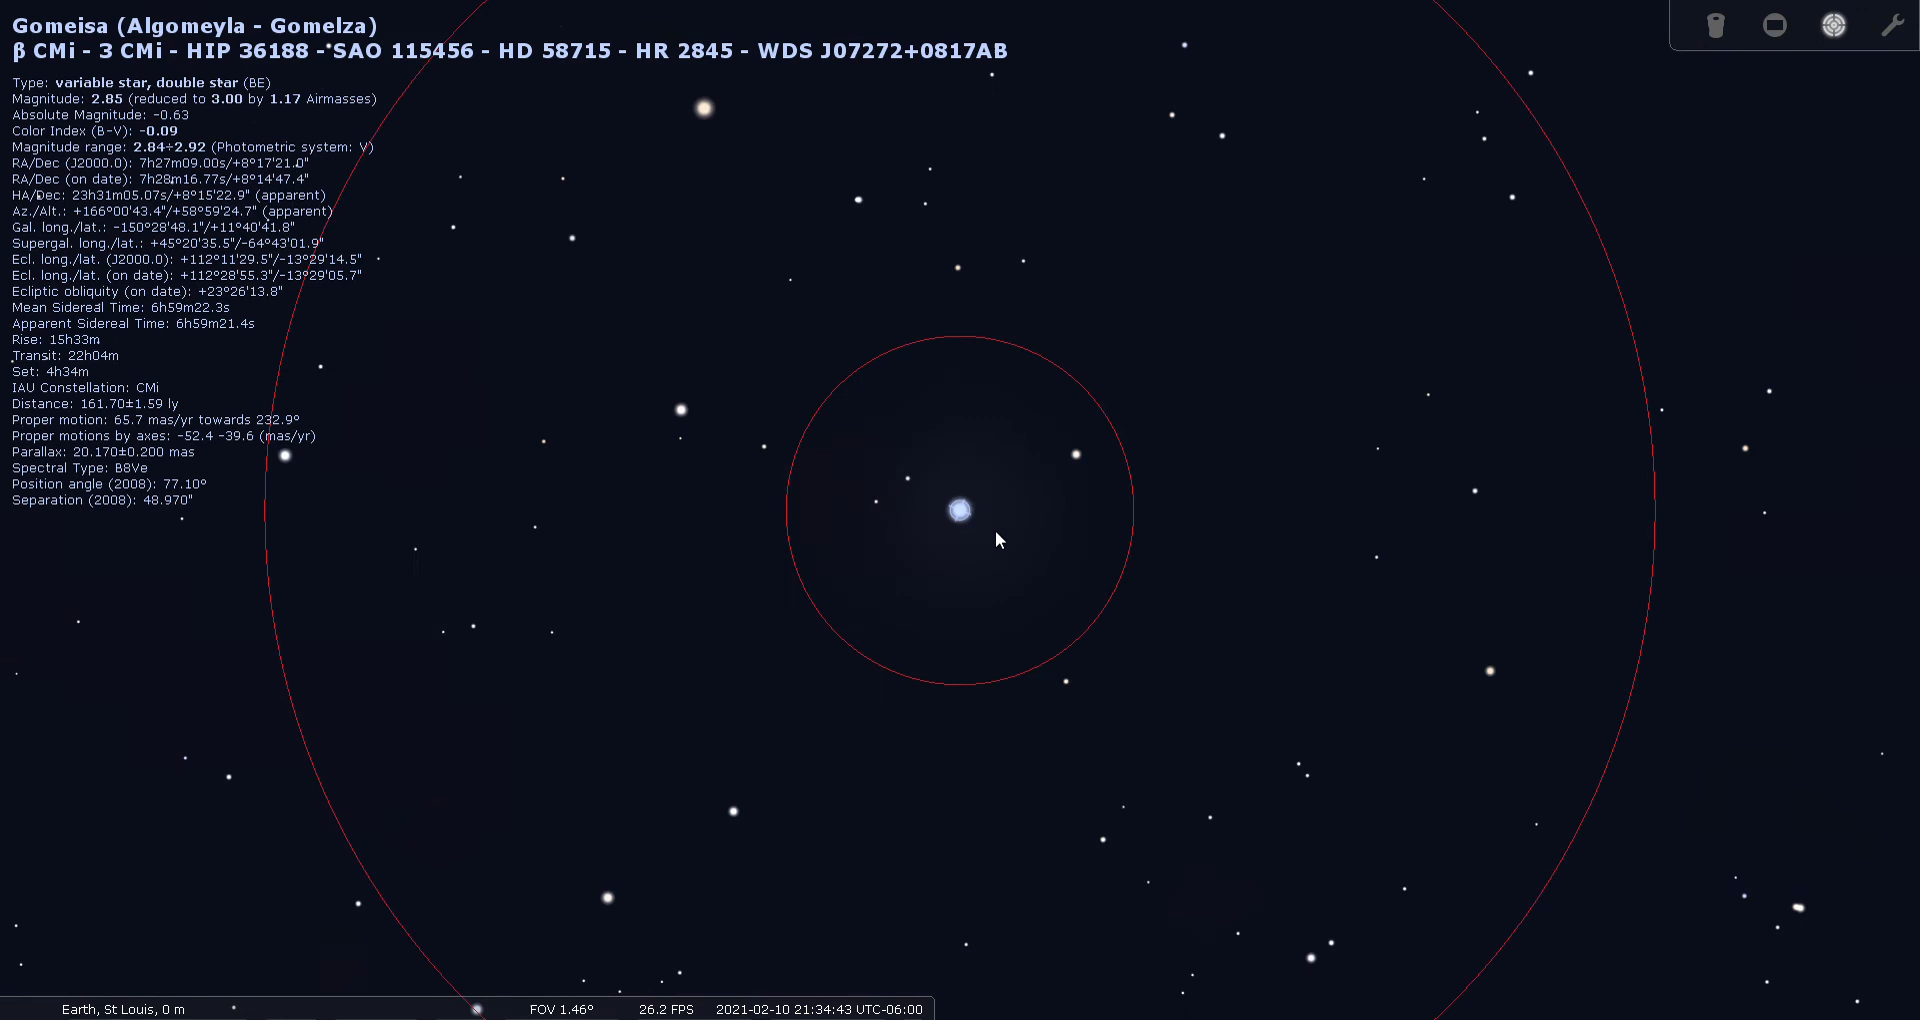 Gomeisa (Algomeyla - Gomelza)
β CMi - 3 CMi - HIP 36188 - SAO 115456 - HD 58715 - HR 2845 - WDS J07272+0817AB
Type: variable star, double star (BE)
Magnitude: 2.85 (reduced to 3.00 by 1.17 Airmasses)
Absolute Magnitude: -0.63
Color Index (B-V): -0.09
Magnitude range: 2.84÷2.92 (Photometric system: V)
RA/Dec (J2000.0): 7h27m09.00s/+8°17'21.0"
RA/Dec (on date): 7h28m16.77s/+8°14'47.4"
HA/Dec: 23h31m05.07s/+8°15'22.9" (apparent)
Az./Alt.: +166°00'43.4"/+58°59'24.7" (apparent)
Gal. long./lat.: -150°28'48.1"/+11°40'41.8"
Supergal. long./lat.: +45°20'35.5"/-64°43'01.9"
Ecl. long./lat. (J2000.0): +112°11'29.5"/-13°29'14.5"
Ecl. long./lat. (on date): +112°28'55.3"/-13°29'05.7"
Ecliptic obliquity (on date): +23°26'13.8"
Mean Sidereal Time: 6h59m22.3s
Apparent Sidereal Time: 6h59m21.4s
Rise: 15h33m
Transit: 22h04m
Set: 4h34m
IAU Constellation: CMi
Distance: 161.70±1.59 ly
Proper motion: 65.7 mas/yr towards 232.9°
Proper motions by axes: -52.4 -39.6 (mas/yr)
Parallax: 20.170±0.200 mas
Spectral Type: B8Ve
Position angle (2008): 77.10°
Separation (2008): 48.970"
Earth, St Louis, 0 m FOV 1.46° 26.2 FPS 2021-02-10 21:34:43 UTC-06:00